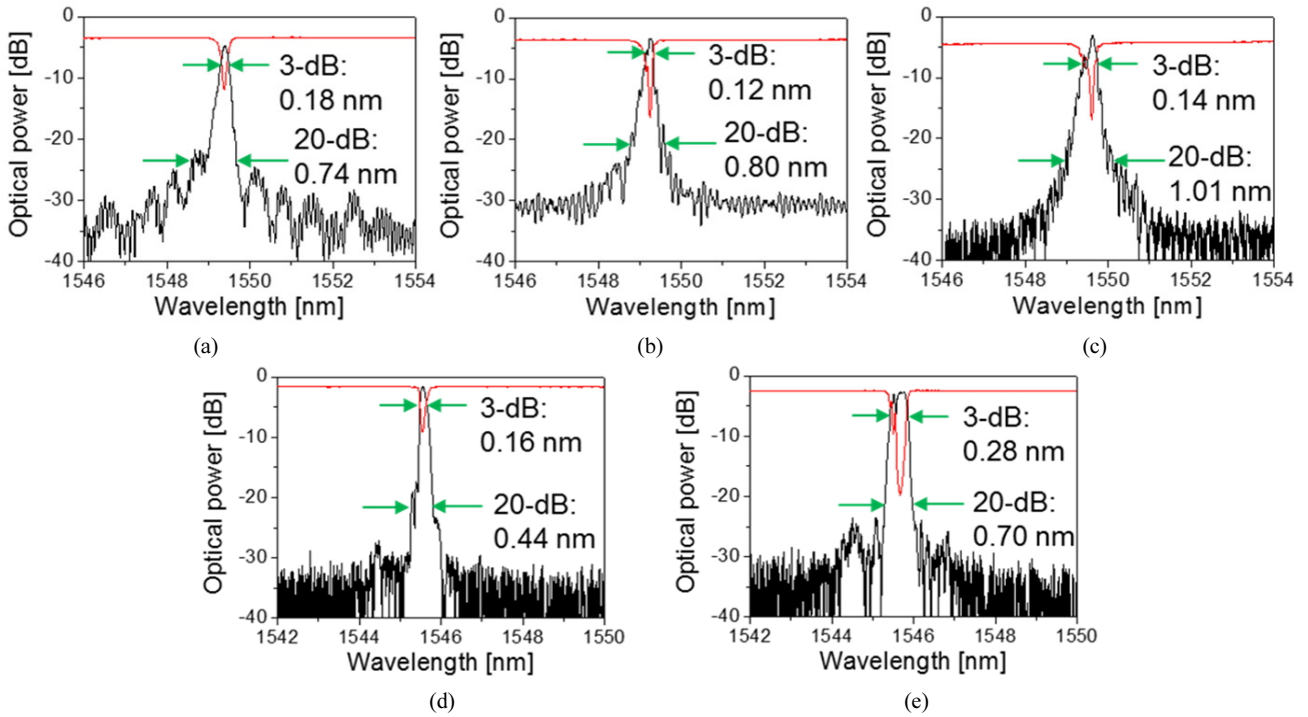 0
-10
-20
-30
-40
Optical power [dB]
3-dB:
0.18 nm
20-dB:
0.74 nm
1546 1548 1550 1552 1554
Wavelength [nm]
(a)
0
-10
-20
-30
-40
Optical power [dB]
3-dB:
0.12 nm
20-dB:
0.80 nm
1546 1548 1550 1552 1554
Wavelength [nm]
(b)
0
-10
-20
-30
-40
Optical power [dB]
3-dB:
0.14 nm
20-dB:
1.01 nm
1546 1548 1550 1552 1554
Wavelength [nm]
(c)
0
-10
-20
-30
-40
Optical power [dB]
3-dB:
0.16 nm
20-dB:
0.44 nm
1542 1544 1546 1548 1550
Wavelength [nm]
(d)
0
-10
-20
-30
-40
Optical power [dB]
3-dB:
0.28 nm
20-dB:
0.70 nm
1542 1544 1546 1548 1550
Wavelength [nm]
(e)